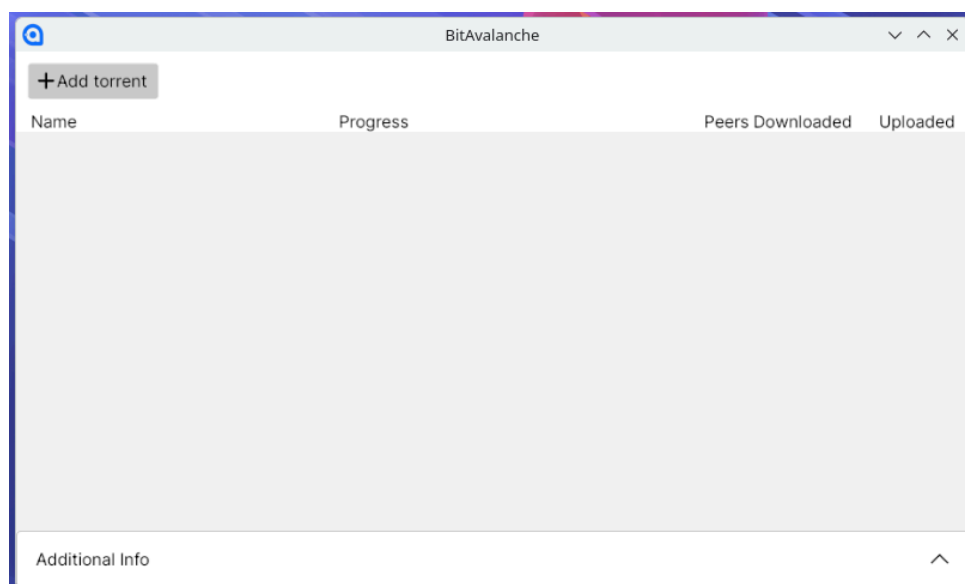 BitAvalanche
+Add torrent
Name Progress Peers Downloaded Uploaded
Additional Info